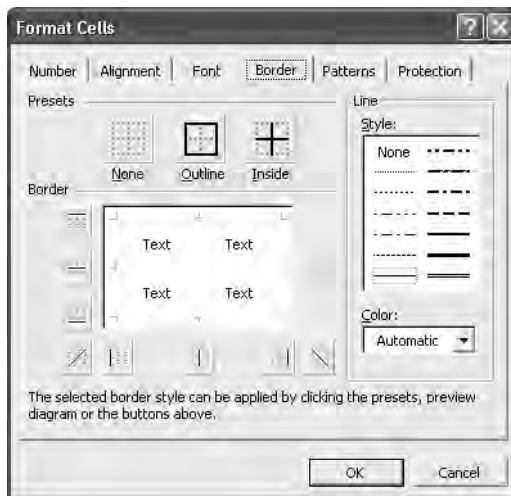 Format Cells
Number Alignment Font Border Patterns Protection
Presets
None Outline Inside
Border
Text Text
Text Text
Line
Style:
None
Color:
Automatic
The selected border style can be applied by clicking the presets, preview
diagram or the buttons above.
OK Cancel